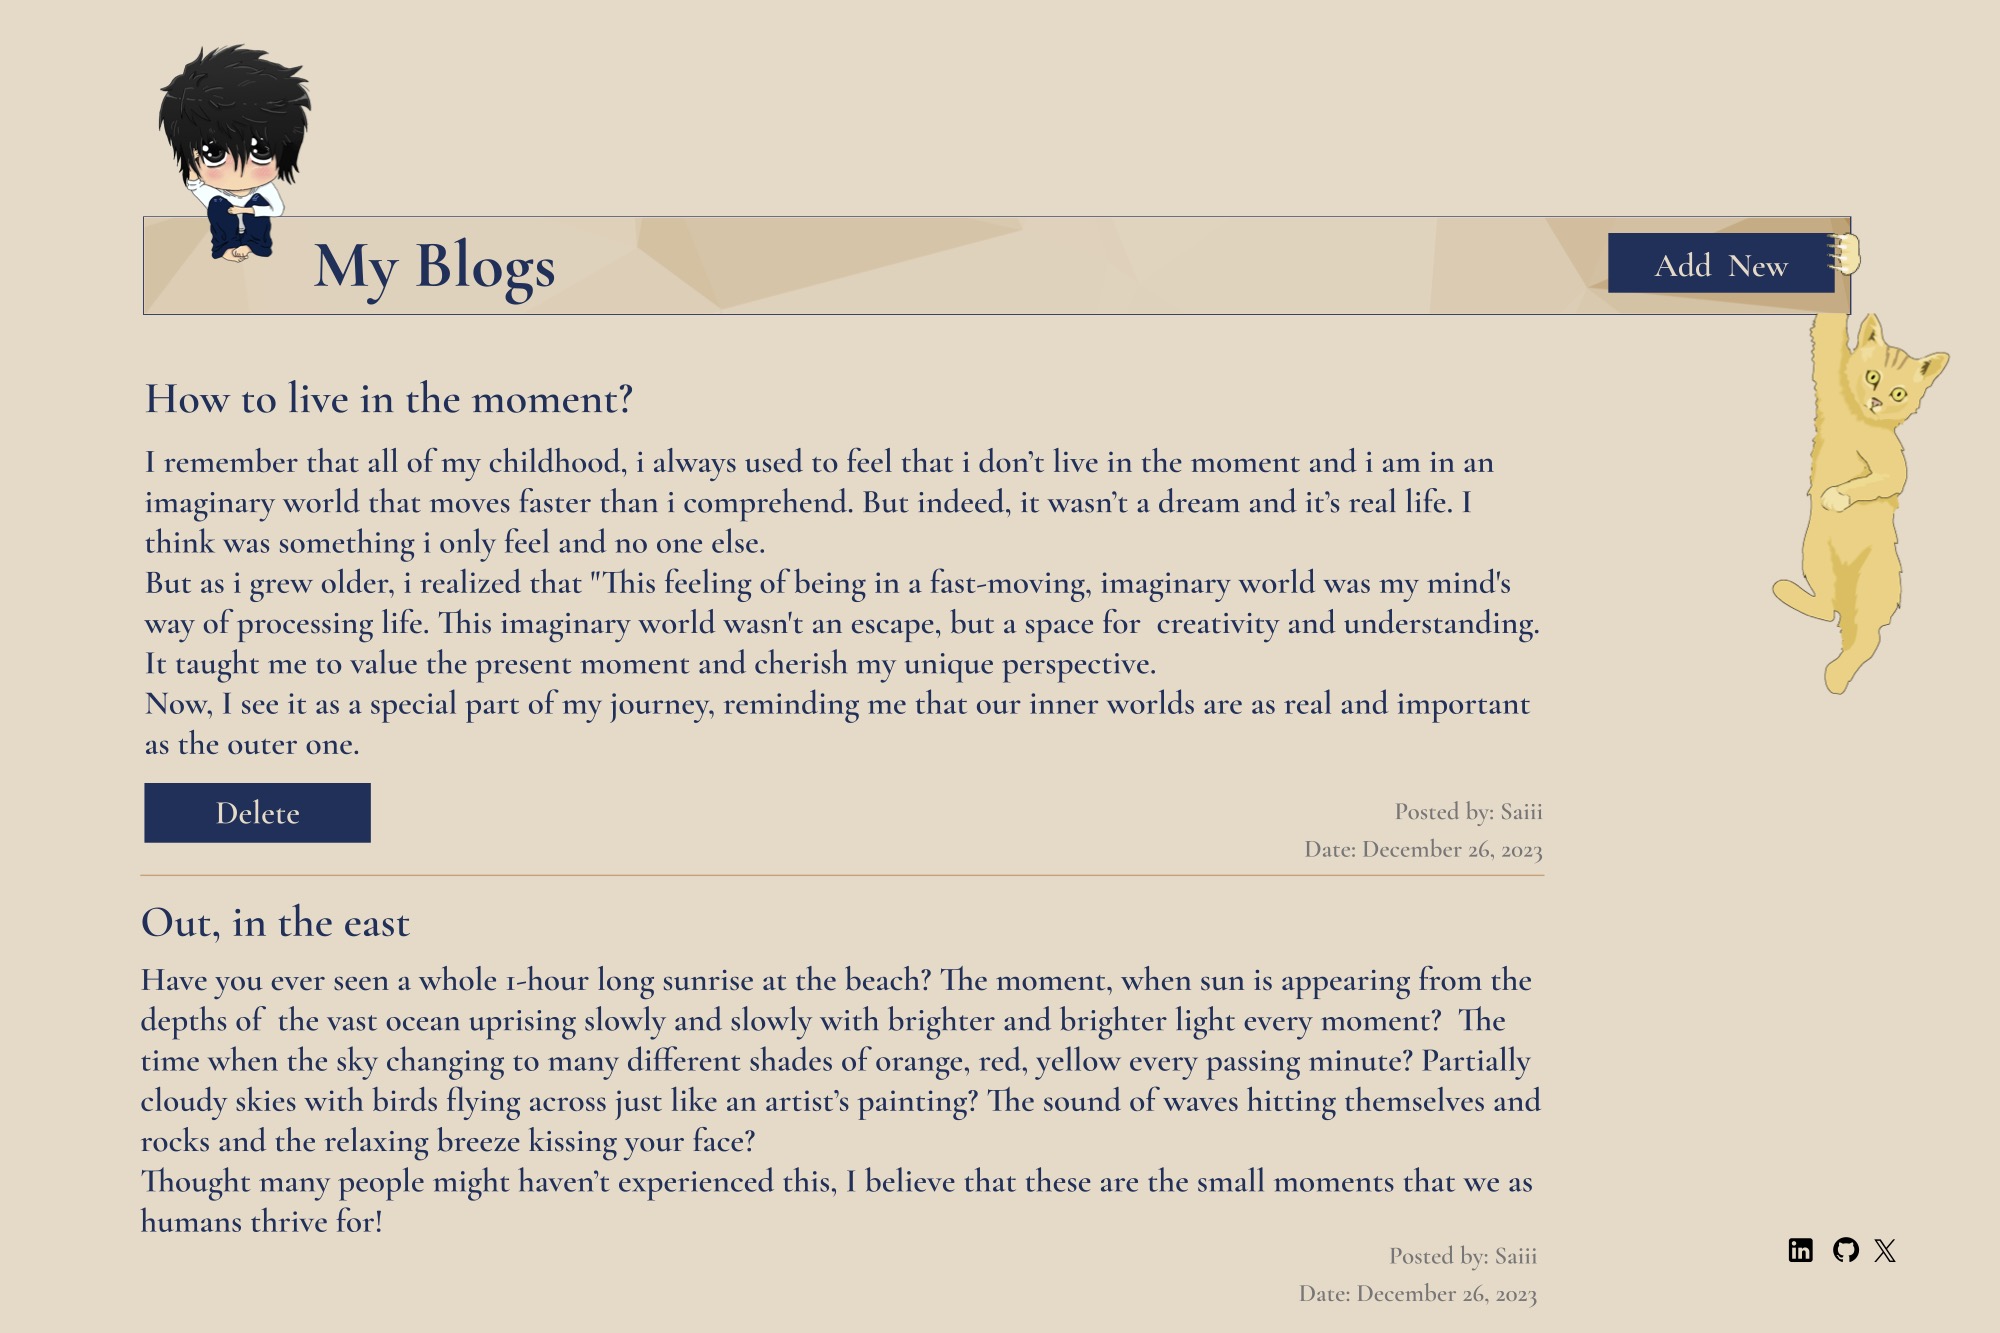 My Blogs
Add New
How to live in the moment?
I remember that all of my childhood, i always used to feel that i don’t live in the moment and i am in an
imaginary world that moves faster than i comprehend. But indeed, it wasn’t a dream and it’s real life. I
think was something i only feel and no one else.
But as i grew older, i realized that "This feeling of being in a fast-moving, imaginary world was my mind's
way of processing life. This imaginary world wasn't an escape, but a space for  creativity and understanding.
It taught me to value the present moment and cherish my unique perspective.
Now, I see it as a special part of my journey, reminding me that our inner worlds are as real and important
as the outer one.
Delete
Posted by: Saiii
Date: December 26, 2023
Out, in the east
Have you ever seen a whole 1-hour long sunrise at the beach? The moment, when sun is appearing from the
depths of  the vast ocean uprising slowly and slowly with brighter and brighter light every moment?  The
time when the sky changing to many different shades of orange, red, yellow every passing minute? Partially
cloudy skies with birds flying across just like an artist’s painting? The sound of waves hitting themselves and
rocks and the relaxing breeze kissing your face?
Thought many people might haven’t experienced this, I believe that these are the small moments that we as
humans thrive for!
Posted by: Saiii
Date: December 26, 2023